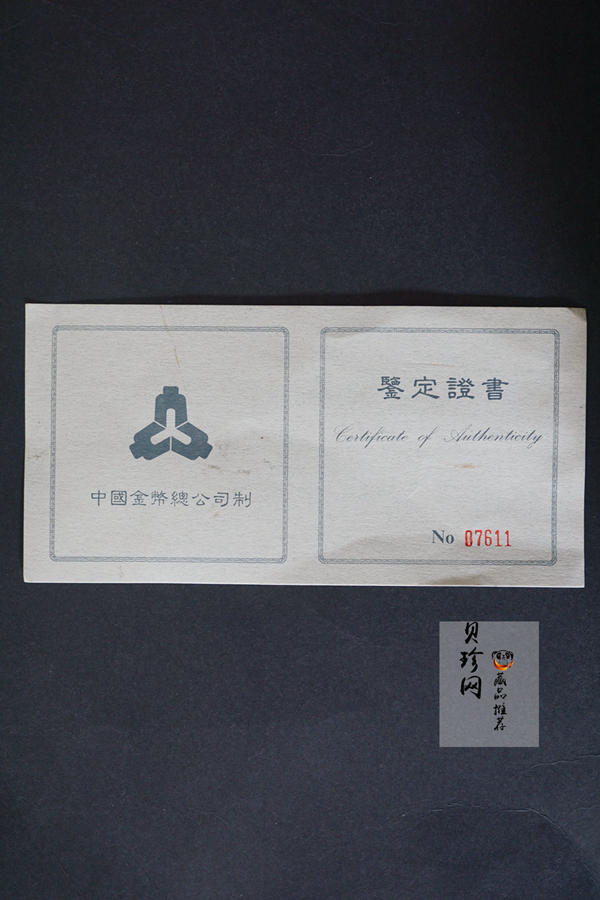 中國金幣總公司制
鑒定證書
Certificate of Authenticity
No 07611
贝珍网
藏品推荐